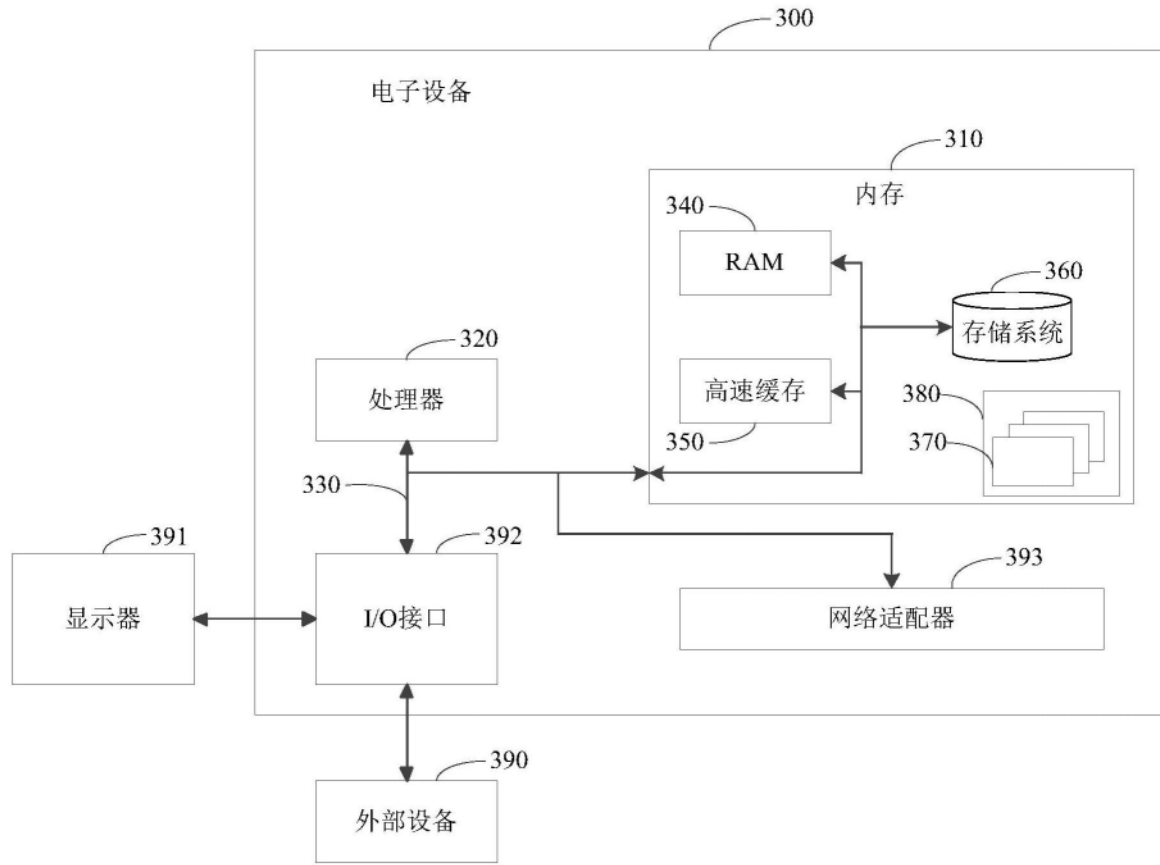 300
电子设备
310
内存
340
RAM
360
存储系统
320
处理器
高速缓存
350
380
370
330
391
392
393
显示器
I/O接口
网络适配器
390
外部设备